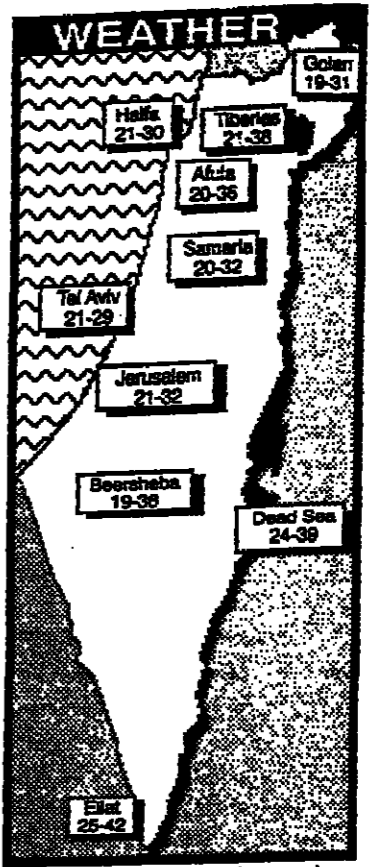 WEATHER
Golan
19-31
Haifa
21-30
Tiberias
21-38
Afula
20-36
Samaria
20-32
Tel Aviv
21-29
Jerusalem
21-32
Beersheba
19-36
Dead Sea
24-39
Eilat
25-42